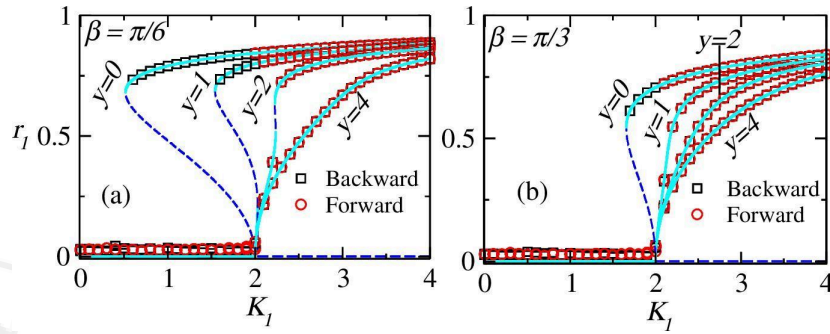 β = π/6
y=0
y=1
y=2
y=4
(a)
Backward
Forward
r1
1
0.5
0
0 1 2 3 4
K1
β = π/3
y=2
y=0
y=1
y=4
(b)
Backward
Forward
1
0.5
0
0 1 2 3 4
K1